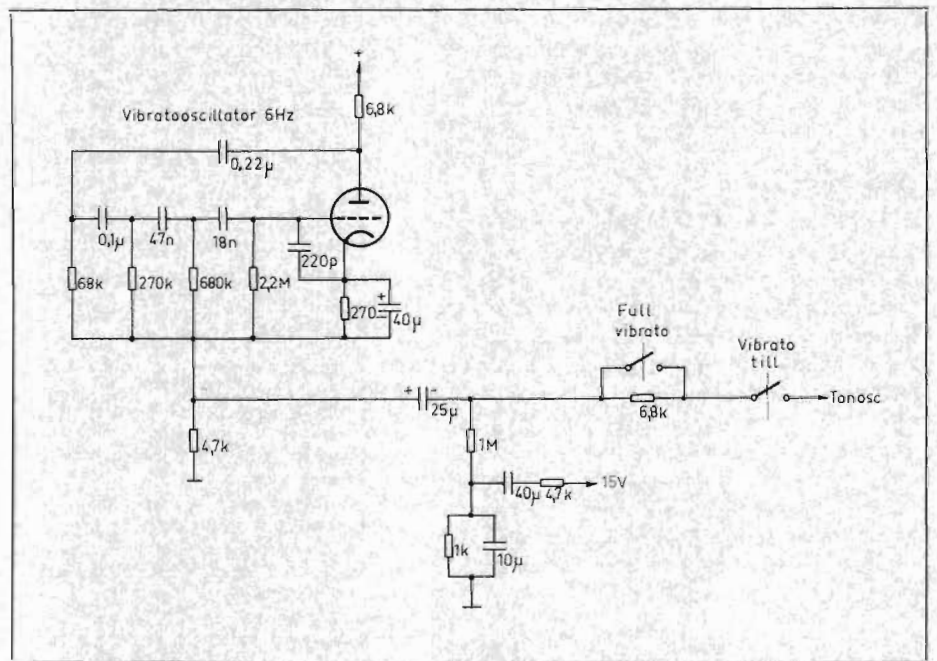 +
6,8k
Vibratooscillator 6Hz
0,22µ
0,1µ
47n
18n
220p
68k
270k
680k
2,2M
270
+
40µ
Full
vibrato
Vibrato
till
+ -
25µ
6,8k
Tonosc
4,7k
1M
40µ
4,7k
15V
1k
10µ